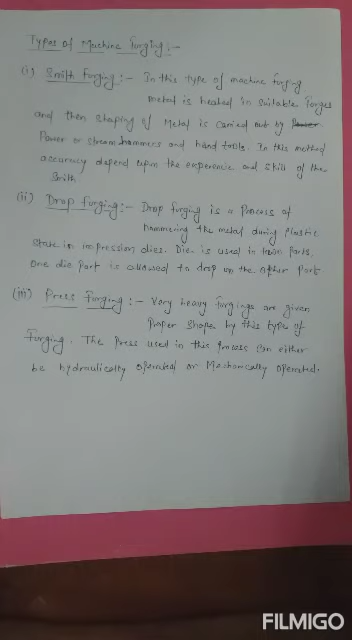 Types of Machine Forging :-
(i) Smith Forging :- In this type of machine forging
metal is heated in suitable forges
and then shaping of Metal is carried out by
Power or stream hammers and hand tools. In this method
accuracy depend upon the experience and skill of the
Smith
(ii) Drop Forging :- Drop forging is a Process of
hammering the metal during plastic
State in impression dies. Die is used in two parts.
One die part is allowed to drop on the other part
(iii) Press Forging :- Very heavy forgings are given
Proper shape by this type of
Forging. The Press used in this process can either
be hydraulically operated or Mechanically operated.
FILMIGO